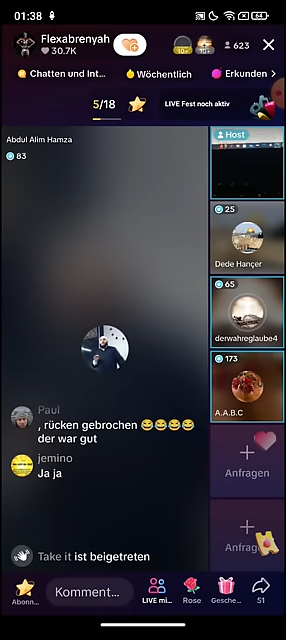 01:38
64
Flexabrenyah
30.7K
623
Chatten und Int...
Wöchentlich
Erkunden
5/18
LIVE Fest noch aktiv
Abdul Alim Hamza
83
Host
25
Dede Hançer
65
derwahreglaube4
173
A.A.B.C
Anfragen
Paul
, rücken gebrochen 😂😂😂😂
der war gut
jemino
Ja ja
Take it ist beigetreten
Abonn...
Komment...
LIVE mi...
Rose
Gesche...
51